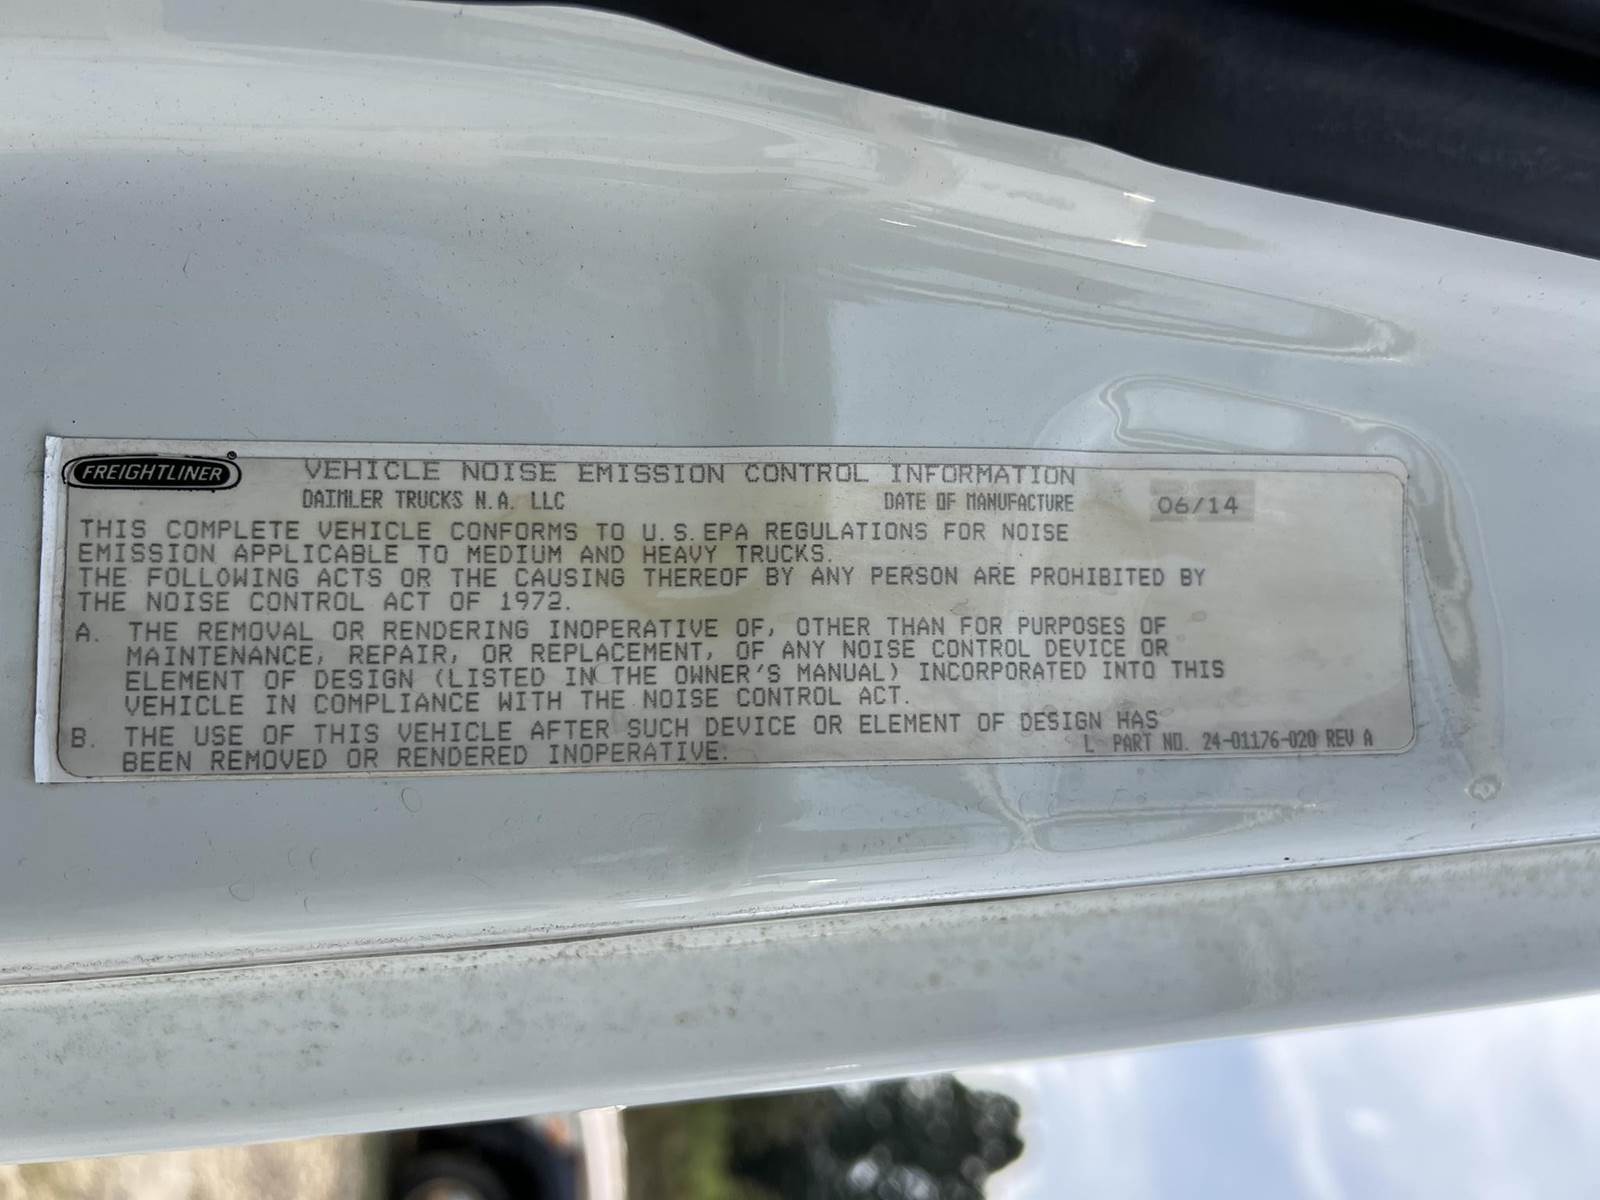 FREIGHTLINER
VEHICLE NOISE EMISSION CONTROL INFORMATION
DAIMLER TRUCKS N.A. LLC DATE OF MANUFACTURE 06/14
THIS COMPLETE VEHICLE CONFORMS TO U.S.EPA REGULATIONS FOR NOISE
EMISSION APPLICABLE TO MEDIUM AND HEAVY TRUCKS.
THE FOLLOWING ACTS OR THE CAUSING THEREOF BY ANY PERSON ARE PROHIBITED BY
THE NOISE CONTROL ACT OF 1972.
A. THE REMOVAL OR RENDERING INOPERATIVE OF, OTHER THAN FOR PURPOSES OF
MAINTENANCE, REPAIR, OR REPLACEMENT, OF ANY NOISE CONTROL DEVICE OR
ELEMENT OF DESIGN (LISTED IN THE OWNER'S MANUAL) INCORPORATED INTO THIS
VEHICLE IN COMPLIANCE WITH THE NOISE CONTROL ACT.
B. THE USE OF THIS VEHICLE AFTER SUCH DEVICE OR ELEMENT OF DESIGN HAS
BEEN REMOVED OR RENDERED INOPERATIVE.
L PART NO. 24-01176-020 REV A